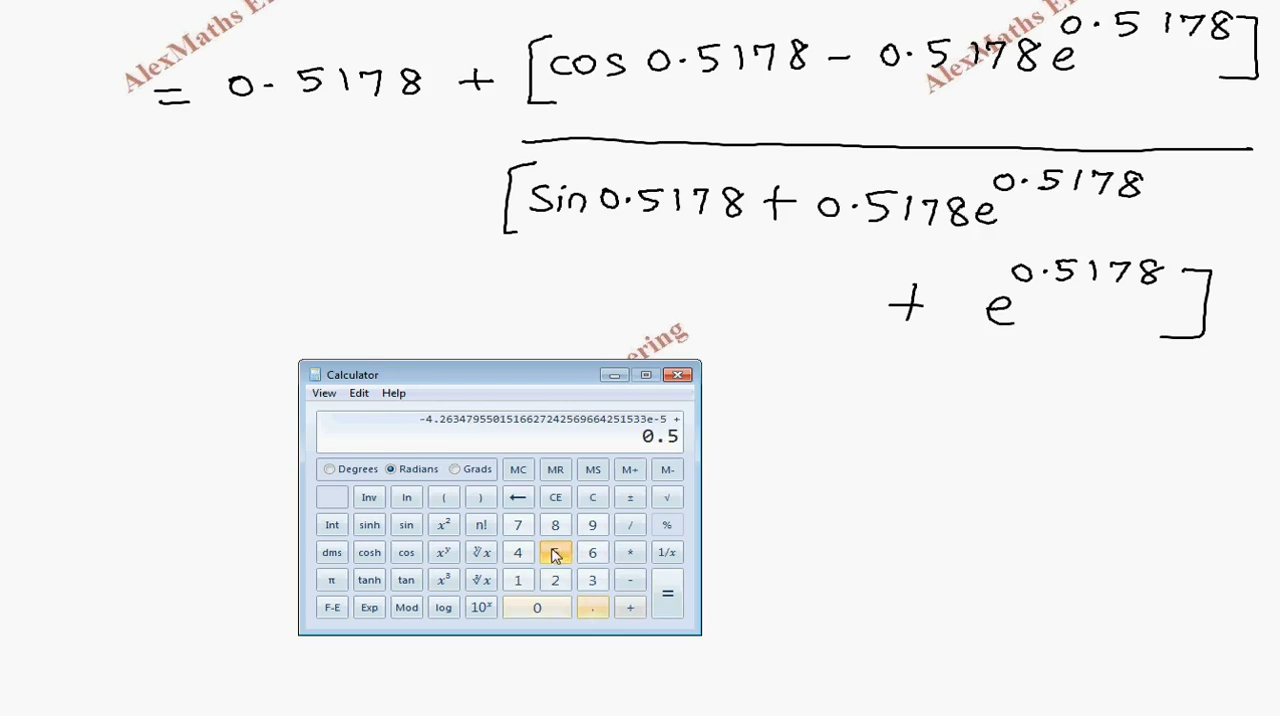 AlexMaths E
AlexMaths E
= 0.5178 + [cos 0.5178 - 0.5178e^0.5178]
[sin 0.5178 + 0.5178e^0.5178
+ e^0.5178]
ering
Calculator
View Edit Help
-4.2634795501516627242569664251533e-5 +
0.5
Degrees Radians Grads MC MR MS M+ M-
Inv ln ( ) ← CE C ± √
Int sinh sin x² n! 7 8 9 / %
dms cosh cos x^y ʸ√x 4 5 6 * 1/x
π tanh tan x³ ³√x 1 2 3 - =
F-E Exp Mod log 10^x 0 . +